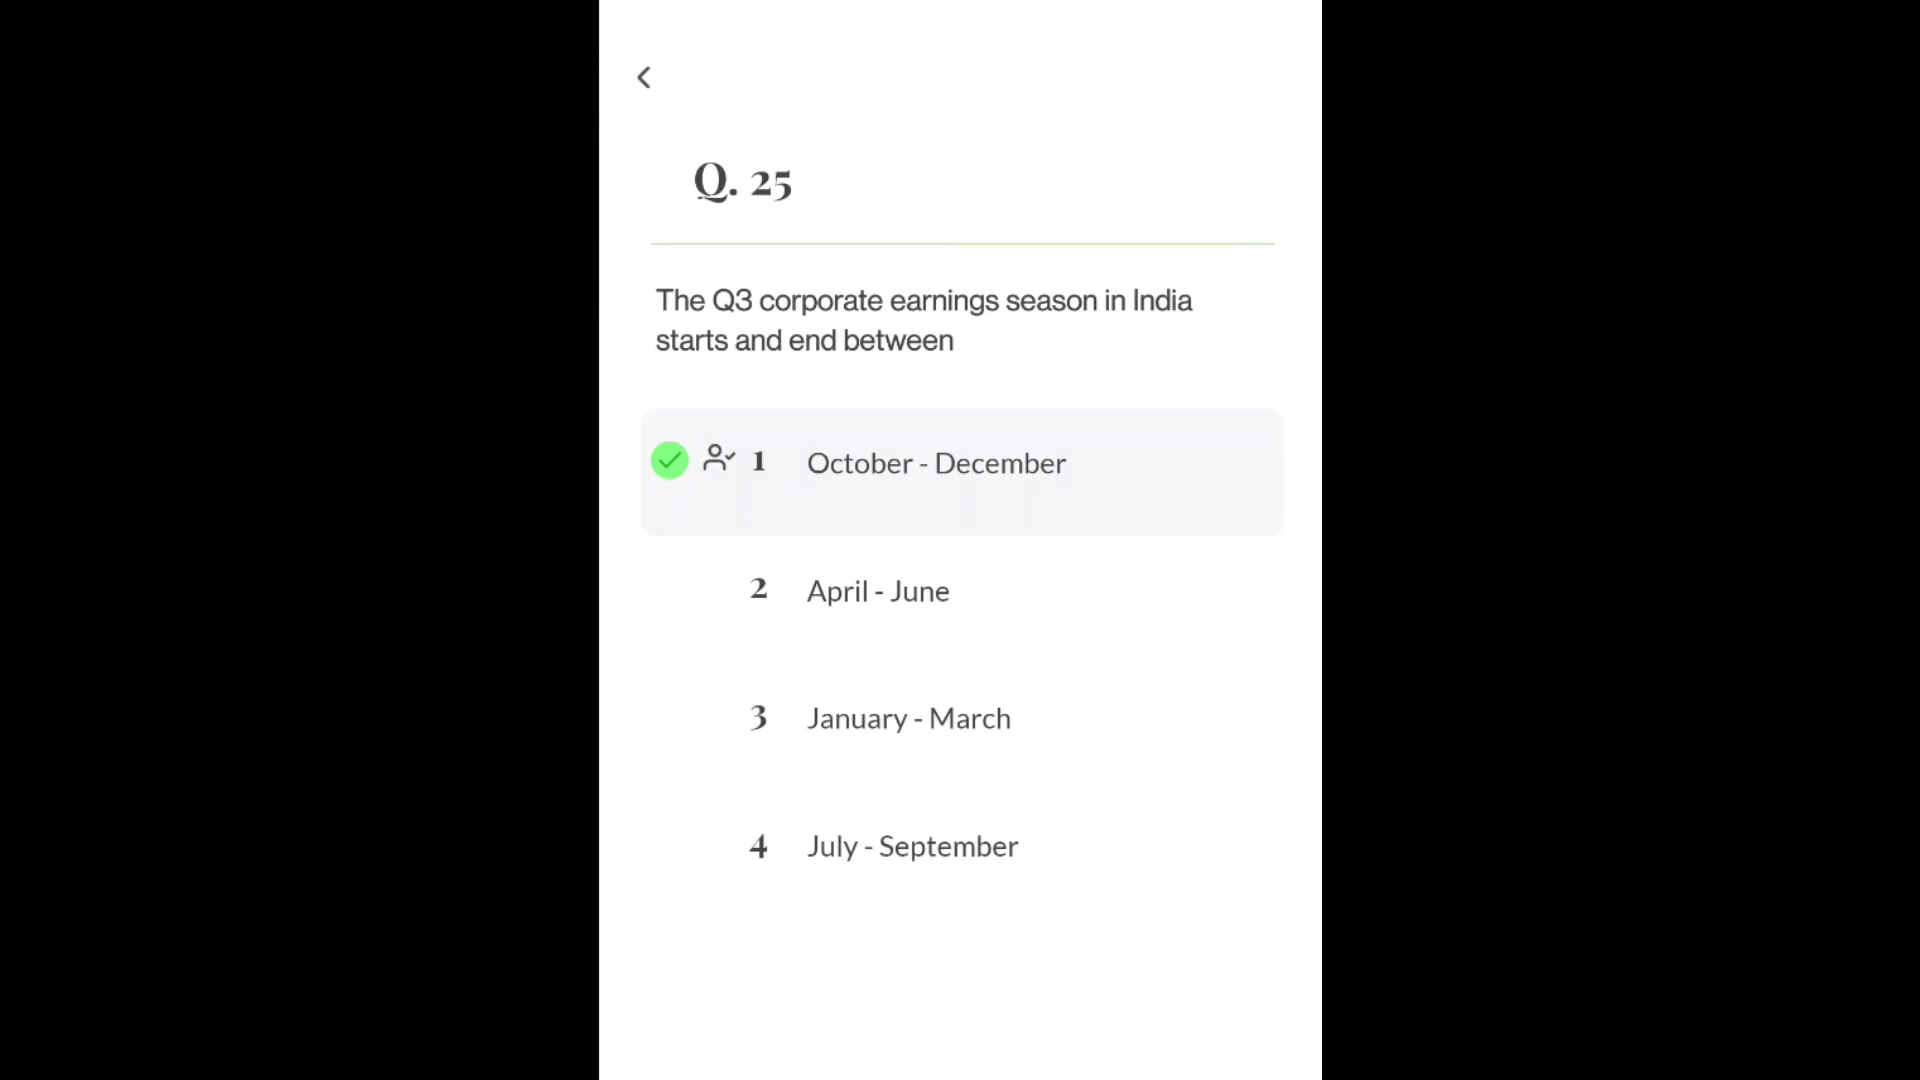 Q. 25
The Q3 corporate earnings season in India
starts and end between
1 October - December
2 April - June
3 January - March
4 July - September